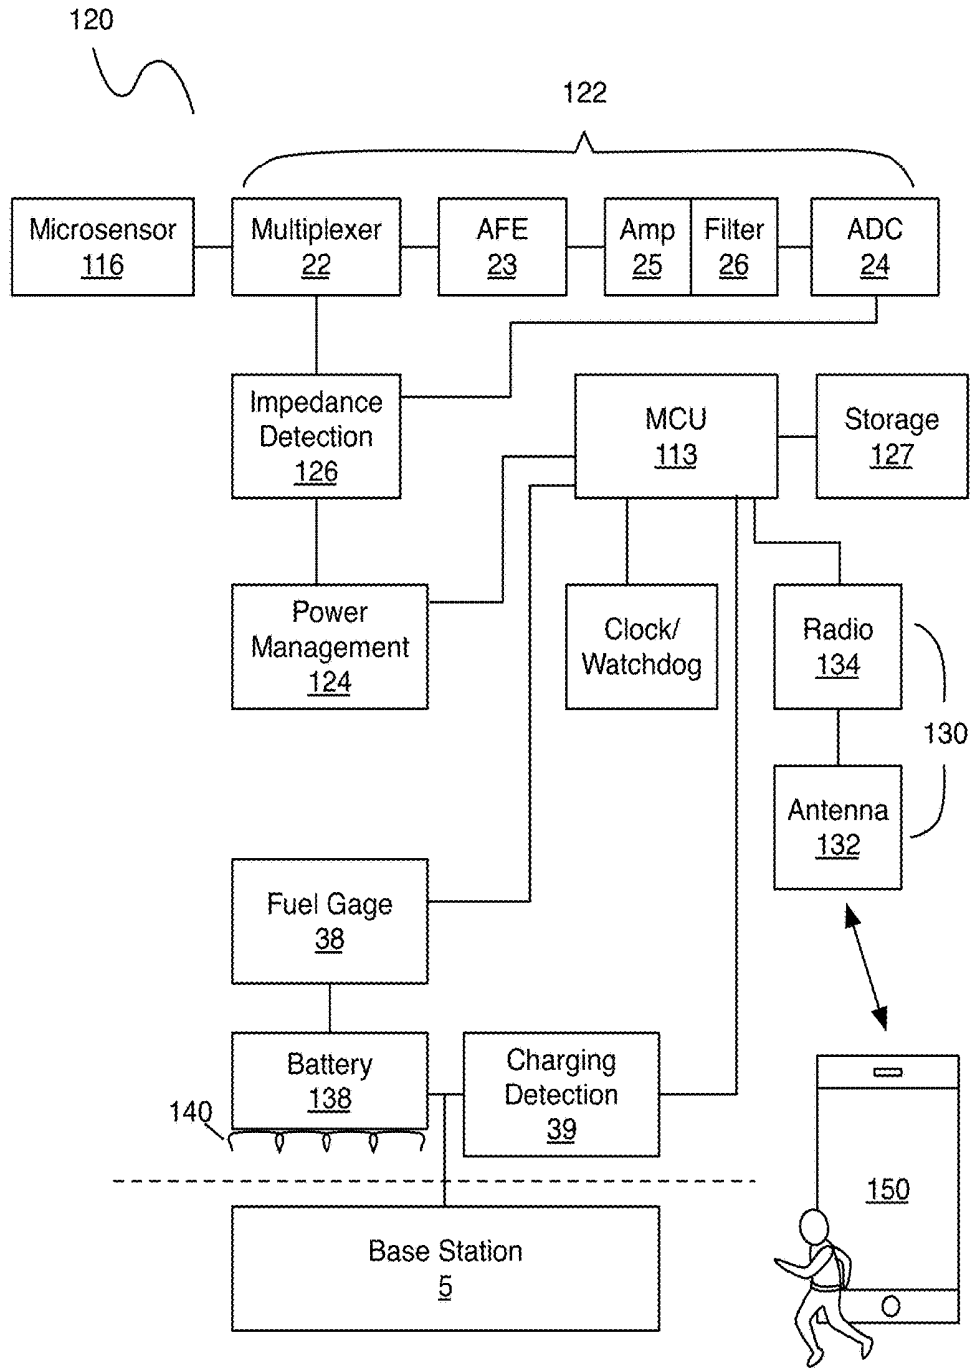 120
122
Microsensor
116
Multiplexer
22
AFE
23
Amp
25
Filter
26
ADC
24
Impedance
Detection
126
MCU
113
Storage
127
Power
Management
124
Clock/
Watchdog
Radio
134
130
Antenna
132
Fuel Gage
38
Battery
138
Charging
Detection
39
140
150
Base Station
5